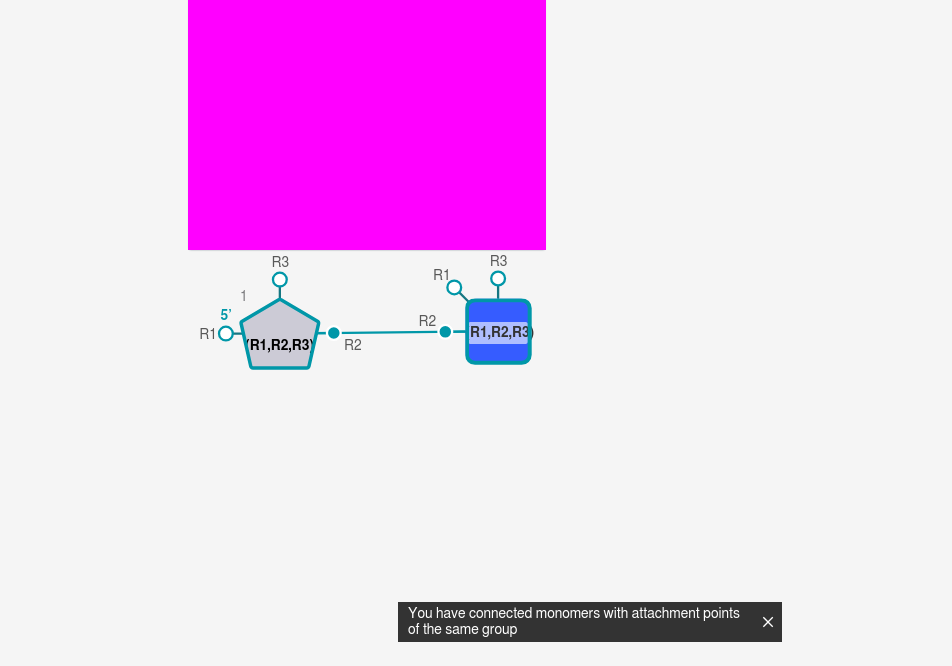 R3
R3
R1
1
5’
R2
R1
(R1,R2,R3)
R2
R1,R2,R3)
You have connected monomers with attachment points
of the same group